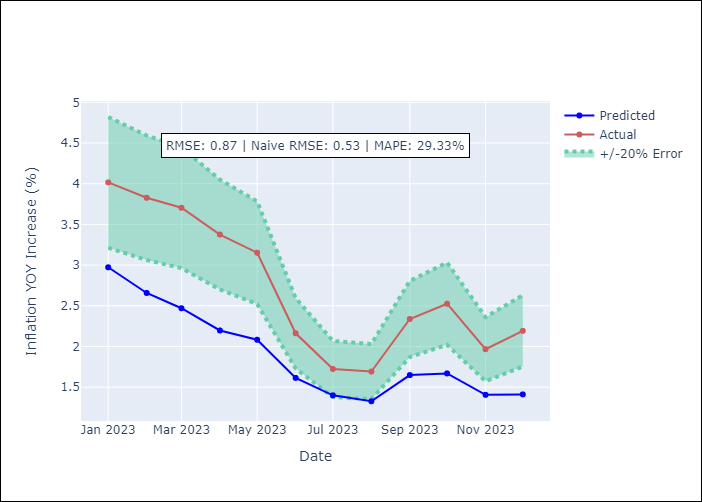 RMSE: 0.87 | Naive RMSE: 0.53 | MAPE: 29.33%
Predicted
Actual
+/-20% Error
Inflation YOY Increase (%)
5
4.5
4
3.5
3
2.5
2
1.5
Jan 2023
Mar 2023
May 2023
Jul 2023
Sep 2023
Nov 2023
Date